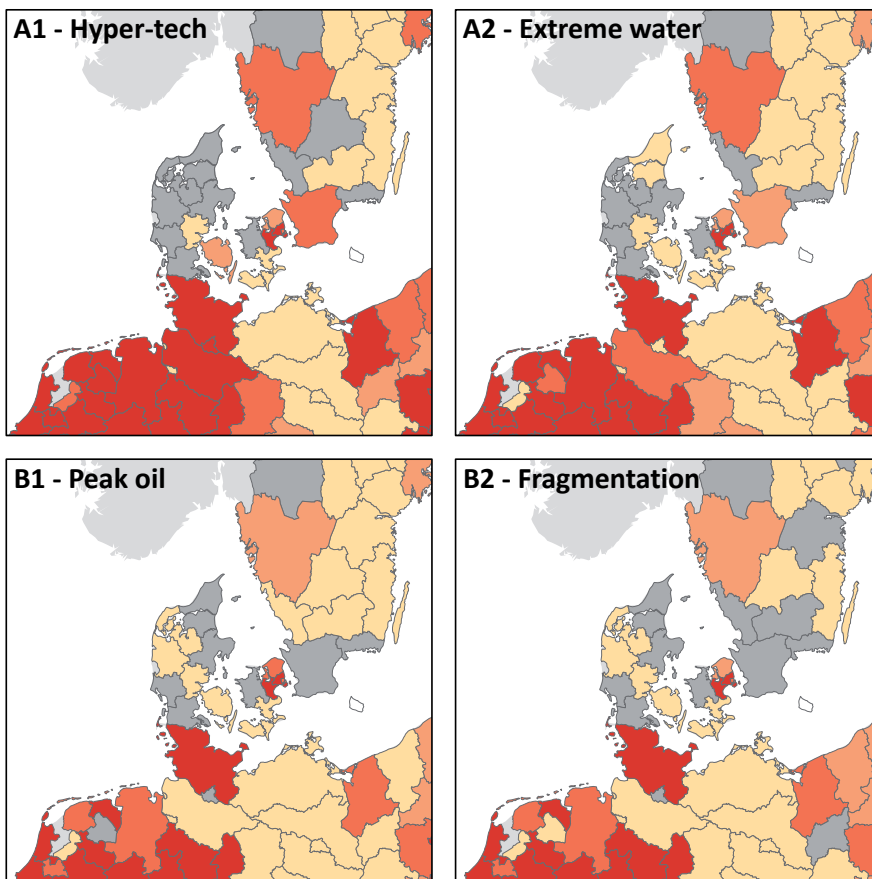 A1 - Hyper-tech
A2 - Extreme water
B1 - Peak oil
B2 - Fragmentation